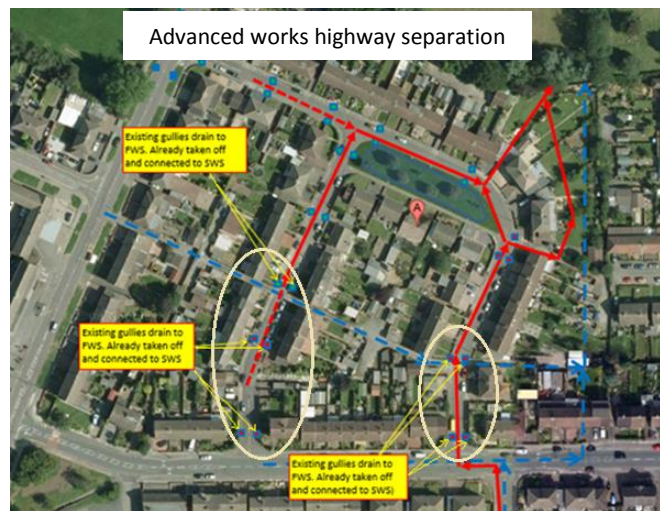 Advanced works highway separation
Existing gullies drain to
FWS. Already taken off
and connected to SWS
A
Existing gullies drain to
FWS. Already taken off
and connected to SWS
Existing gullies drain to
FWS. Already taken off
and connected to SWS)